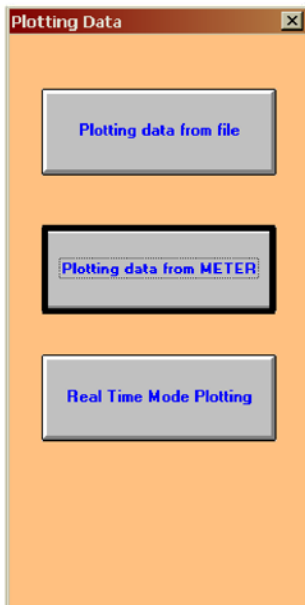 Plotting Data
Plotting data from file
Plotting data from METER
Real Time Mode Plotting